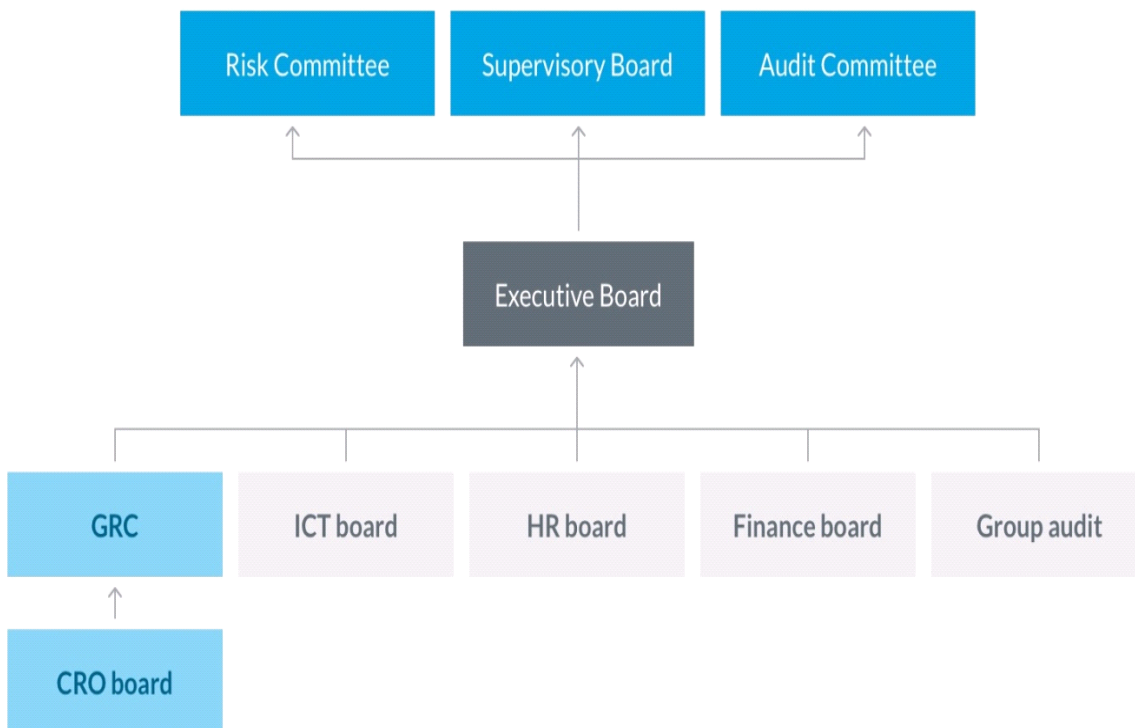 Risk Committee
Supervisory Board
Audit Committee
Executive Board
GRC
ICT board
HR board
Finance board
Group audit
CRO board